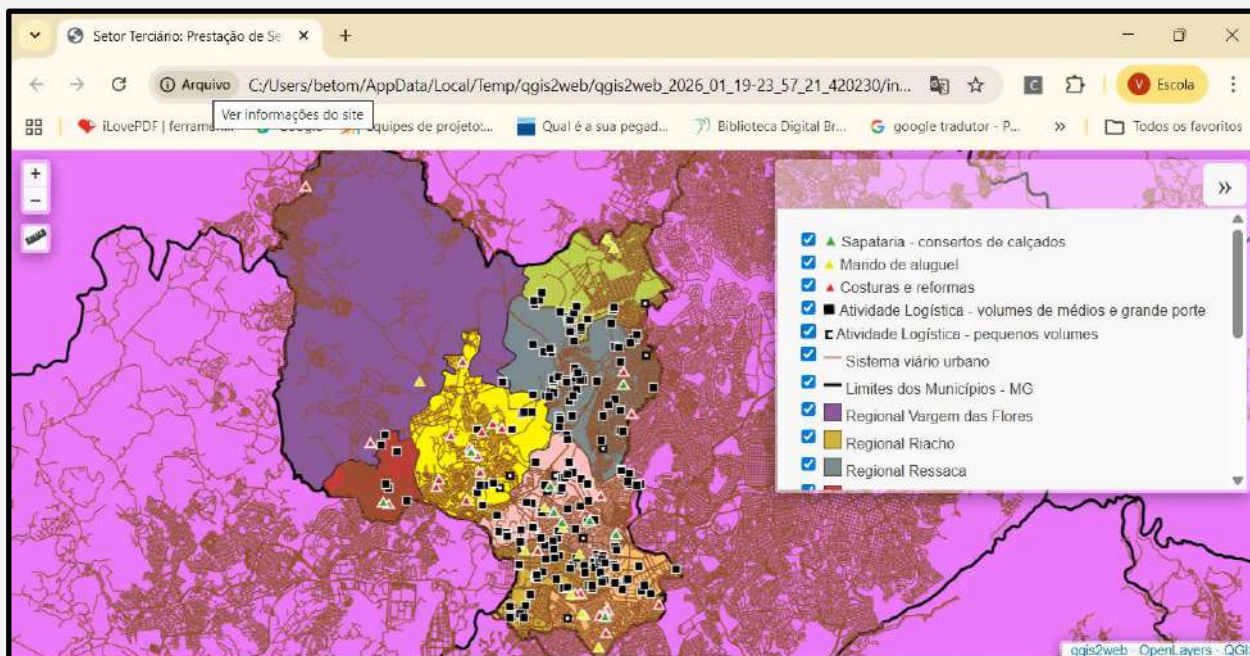 Setor Terciário: Prestação de Se
Arquivo C:/Users/betom/AppData/Local/Temp/qgis2web/qgis2web_2026_01_19-23_57_21_420230/in... Escola
V
Ver informações do site
iLovePDF | ferram... Google equipes de projeto:... Qual é a sua pegad... Biblioteca Digital Br... google tradutor - P... » Todos os favoritos
+
−
»
Sapataria - consertos de calçados
Marido de aluguel
Costuras e reformas
Atividade Logística - volumes de médios e grande porte
Atividade Logística - pequenos volumes
Sistema viário urbano
Limites dos Municípios - MG
Regional Vargem das Flores
Regional Riacho
Regional Ressaca
qgis2web · OpenLayers · QGI